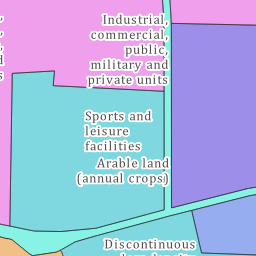 Industrial,
commercial,
public,
military and
private units
Sports and
leisure
facilities
Arable land
(annual crops)
Discontinuous